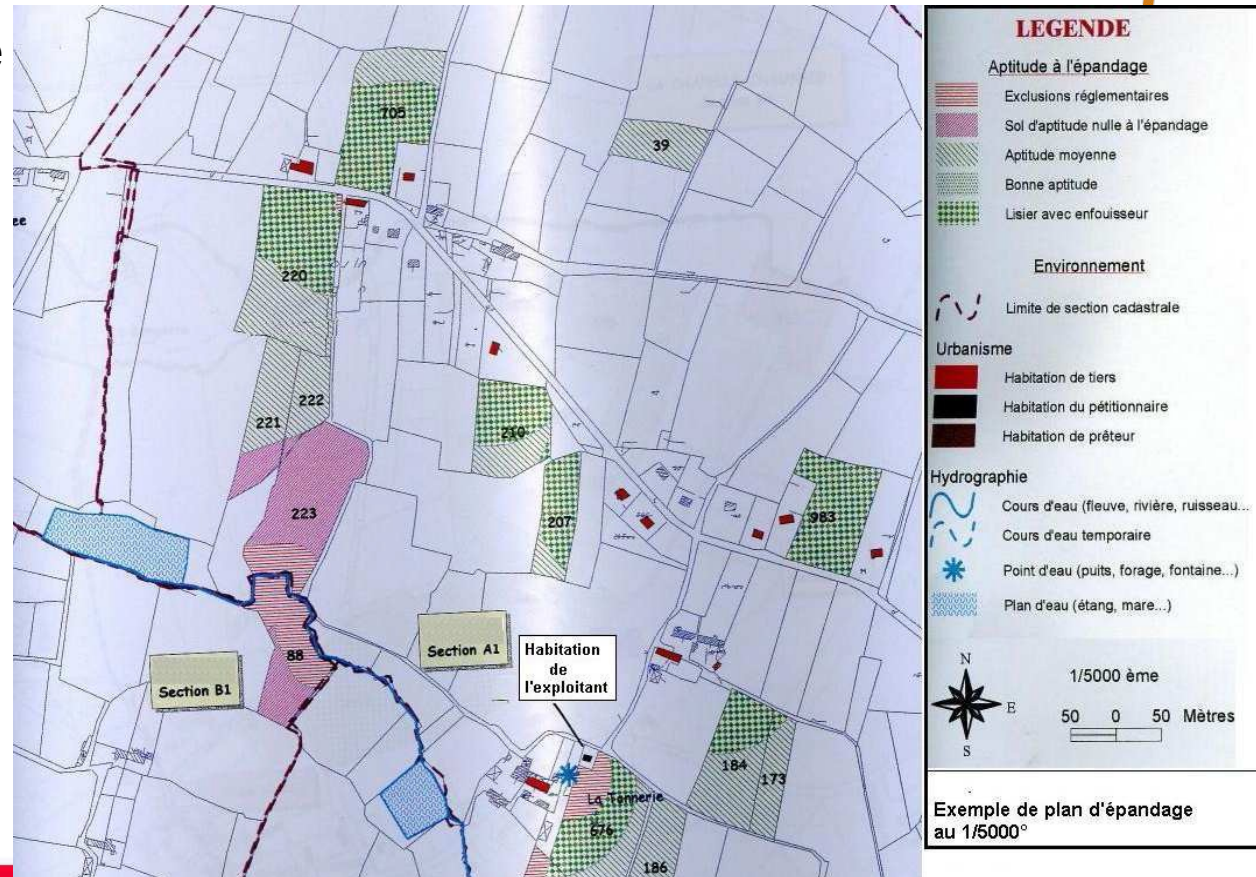 e
ee
705
39
220
222
221
223
210
207
983
88
Section A1
Section B1
Habitation
de
l'exploitant
184
173
La Tannerie
676
186
LEGENDE
Aptitude à l'épandage
Exclusions réglementaires
Sol d'aptitude nulle à l'épandage
Aptitude moyenne
Bonne aptitude
Lisier avec enfouisseur
Environnement
Limite de section cadastrale
Urbanisme
Habitation de tiers
Habitation du pétitionnaire
Habitation de prêteur
Hydrographie
Cours d'eau (fleuve, rivière, ruisseau...
Cours d'eau temporaire
Point d'eau (puits, forage, fontaine...)
Plan d'eau (étang, mare...)
N
E
S
1/5000 ème
50 0 50 Mètres
Exemple de plan d'épandage
au 1/5000°